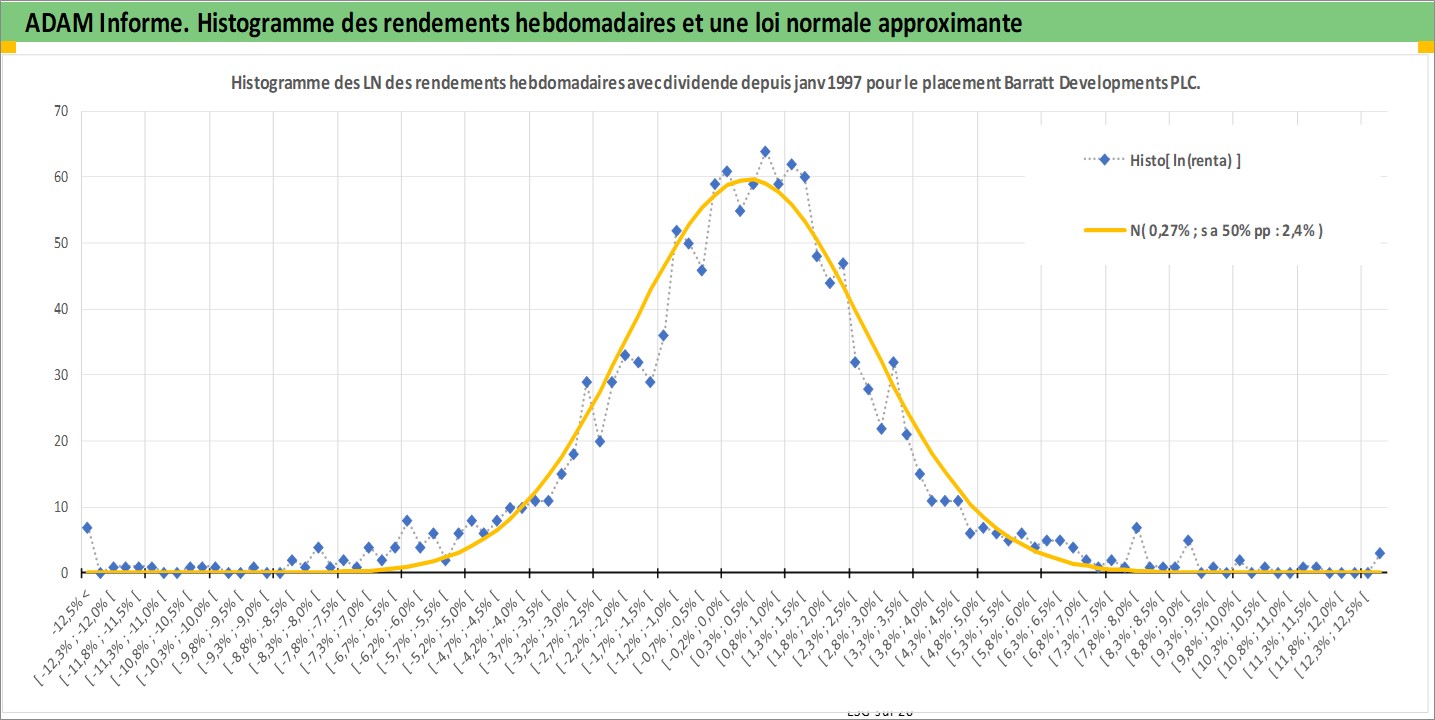 ADAM Informe. Histogramme des rendements hebdomadaires et une loi normale approximante
Histogramme des LN des rendements hebdomadaires avec dividende depuis janv 1997 pour le placement Barratt Developments PLC.
70
60
50
40
30
20
10
0
Histo[ ln(renta) ]
N( 0,27% ; s a 50% pp : 2,4% )
-12,5% <
[ -12,3% ; -12,0% [
[ -11,8% ; -11,5% [
[ -11,3% ; -11,0% [
[ -10,8% ; -10,5% [
[ -10,3% ; -10,0% [
[ -9,8% ; -9,5% [
[ -9,3% ; -9,0% [
[ -8,8% ; -8,5% [
[ -8,3% ; -8,0% [
[ -7,8% ; -7,5% [
[ -7,3% ; -7,0% [
[ -6,7% ; -6,5% [
[ -6,2% ; -6,0% [
[ -5,7% ; -5,5% [
[ -5,2% ; -5,0% [
[ -4,7% ; -4,5% [
[ -4,2% ; -4,0% [
[ -3,7% ; -3,5% [
[ -3,2% ; -3,0% [
[ -2,7% ; -2,5% [
[ -2,2% ; -2,0% [
[ -1,7% ; -1,5% [
[ -1,2% ; -1,0% [
[ -0,7% ; -0,5% [
[ -0,2% ; 0,0% [
[ 0,3% ; 0,5% [
[ 0,8% ; 1,0% [
[ 1,3% ; 1,5% [
[ 1,8% ; 2,0% [
[ 2,3% ; 2,5% [
[ 2,8% ; 3,0% [
[ 3,3% ; 3,5% [
[ 3,8% ; 4,0% [
[ 4,3% ; 4,5% [
[ 4,8% ; 5,0% [
[ 5,3% ; 5,5% [
[ 5,8% ; 6,0% [
[ 6,3% ; 6,5% [
[ 6,8% ; 7,0% [
[ 7,3% ; 7,5% [
[ 7,8% ; 8,0% [
[ 8,3% ; 8,5% [
[ 8,8% ; 9,0% [
[ 9,3% ; 9,5% [
[ 9,8% ; 10,0% [
[ 10,3% ; 10,5% [
[ 10,8% ; 11,0% [
[ 11,3% ; 11,5% [
[ 11,8% ; 12,0% [
[ 12,3% ; 12,5% [